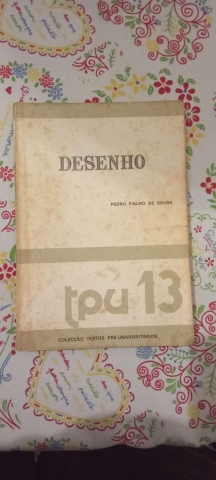 DESENHO
PEDRO FIALHO DE SOUSA
tpu 13
COLECÇÃO TEXTOS PRÉ-UNIVERSITÁRIOS